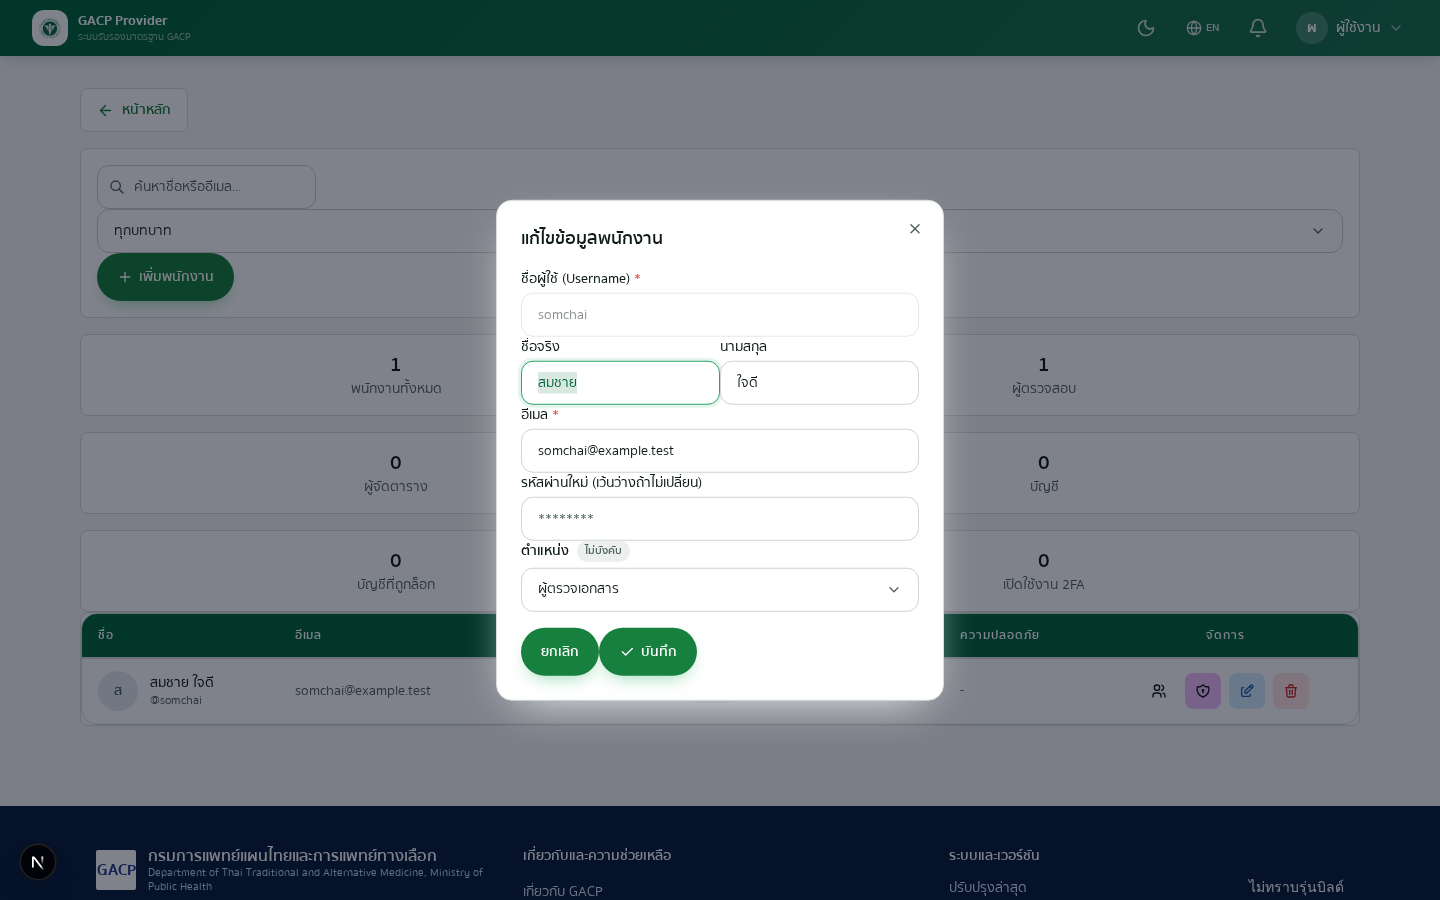 GACP Provider
ระบบรับรองมาตรฐาน GACP
EN
ผ
ผู้ใช้งาน
หน้าหลัก
ค้นหาชื่อหรืออีเมล...
ทุกบทบาท
เพิ่มพนักงาน
1
พนักงานทั้งหมด
1
ผู้ตรวจสอบ
0
ผู้จัดตาราง
0
บัญชี
0
บัญชีที่ถูกล็อก
0
เปิดใช้งาน 2FA
ชื่อ
อีเมล
ความปลอดภัย
จัดการ
ส
สมชาย ใจดี
@somchai
somchai@example.test
-
แก้ไขข้อมูลพนักงาน
ชื่อผู้ใช้ (Username) *
somchai
ชื่อจริง
นามสกุล
สมชาย
ใจดี
อีเมล *
somchai@example.test
รหัสผ่านใหม่ (เว้นว่างถ้าไม่เปลี่ยน)
********
ตำแหน่ง
ไม่บังคับ
ผู้ตรวจเอกสาร
ยกเลิก
บันทึก
N
GACP
กรมการแพทย์แผนไทยและการแพทย์ทางเลือก
Department of Thai Traditional and Alternative Medicine, Ministry of
Public Health
เกี่ยวกับและความช่วยเหลือ
เกี่ยวกับ GACP
ระบบและเวอร์ชัน
ปรับปรุงล่าสุด
ไม่ทราบรุ่นบิลด์